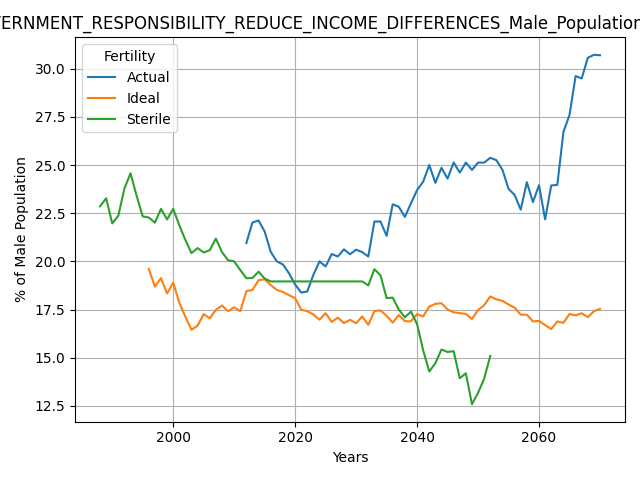 ERNMENT_RESPONSIBILITY_REDUCE_INCOME_DIFFERENCES_Male_Population
Fertility
Actual
Ideal
Sterile
% of Male Population
30.0
27.5
25.0
22.5
20.0
17.5
15.0
12.5
2000
2020
2040
2060
Years